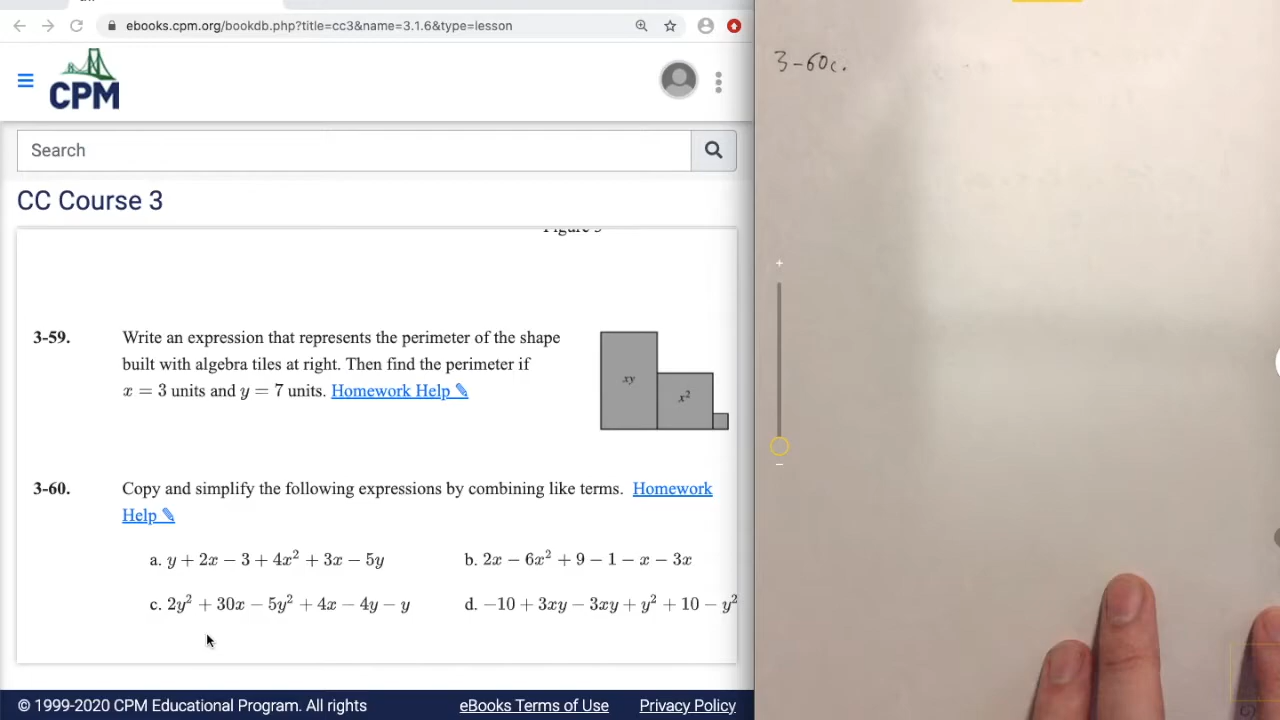 ebooks.cpm.org/bookdb.php?title=cc3&name=3.1.6&type=lesson
CPM
Search
CC Course 3
3-59.
Write an expression that represents the perimeter of the shape
built with algebra tiles at right. Then find the perimeter if
x = 3 units and y = 7 units. Homework Help ✎
xy
x²
3-60.
Copy and simplify the following expressions by combining like terms. Homework
Help ✎
a. y + 2x − 3 + 4x² + 3x − 5y
b. 2x − 6x² + 9 − 1 − x − 3x
c. 2y² + 30x − 5y² + 4x − 4y − y
d. −10 + 3xy − 3xy + y² + 10 − y²
© 1999-2020 CPM Educational Program. All rights
eBooks Terms of Use
Privacy Policy
3-60c.